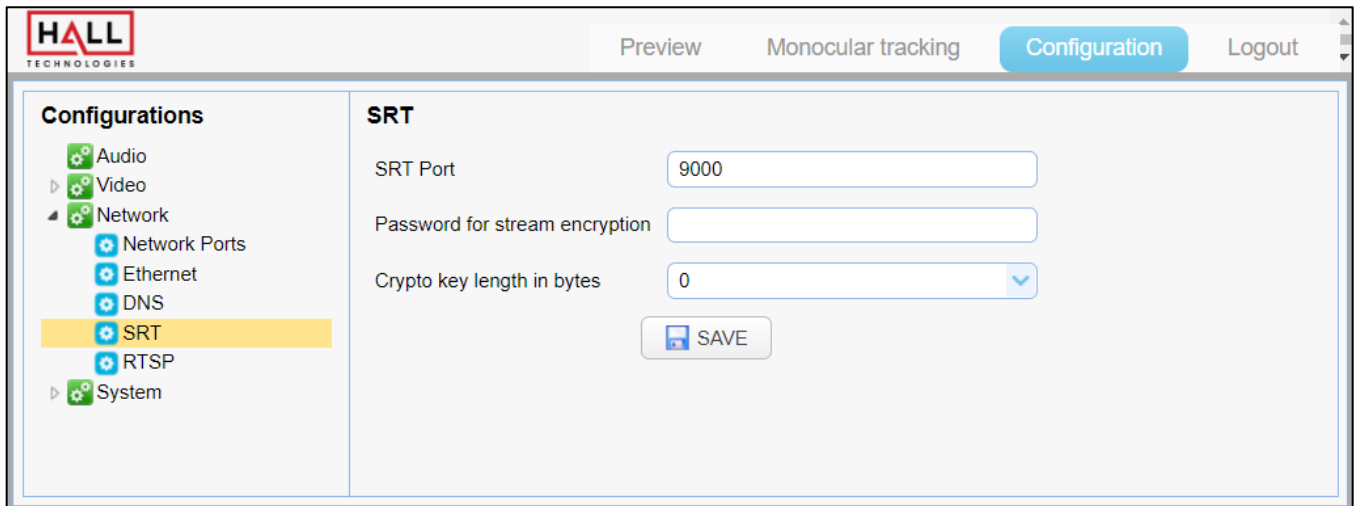 HALL
TECHNOLOGIES
Preview Monocular tracking Configuration Logout
Configurations
Audio
Video
Network
Network Ports
Ethernet
DNS
SRT
RTSP
System
SRT
SRT Port 9000
Password for stream encryption
Crypto key length in bytes 0
SAVE